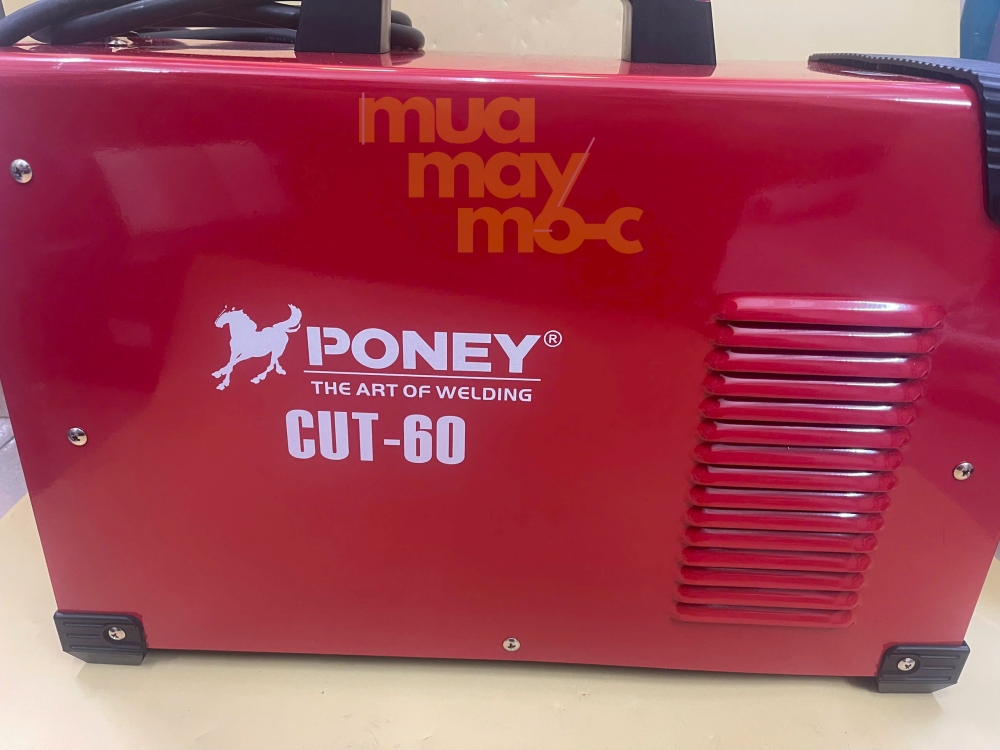 mua
may
mo-c
PONEY®
THE ART OF WELDING
CUT-60